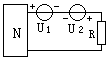 + - - +
N
U1 U2 R